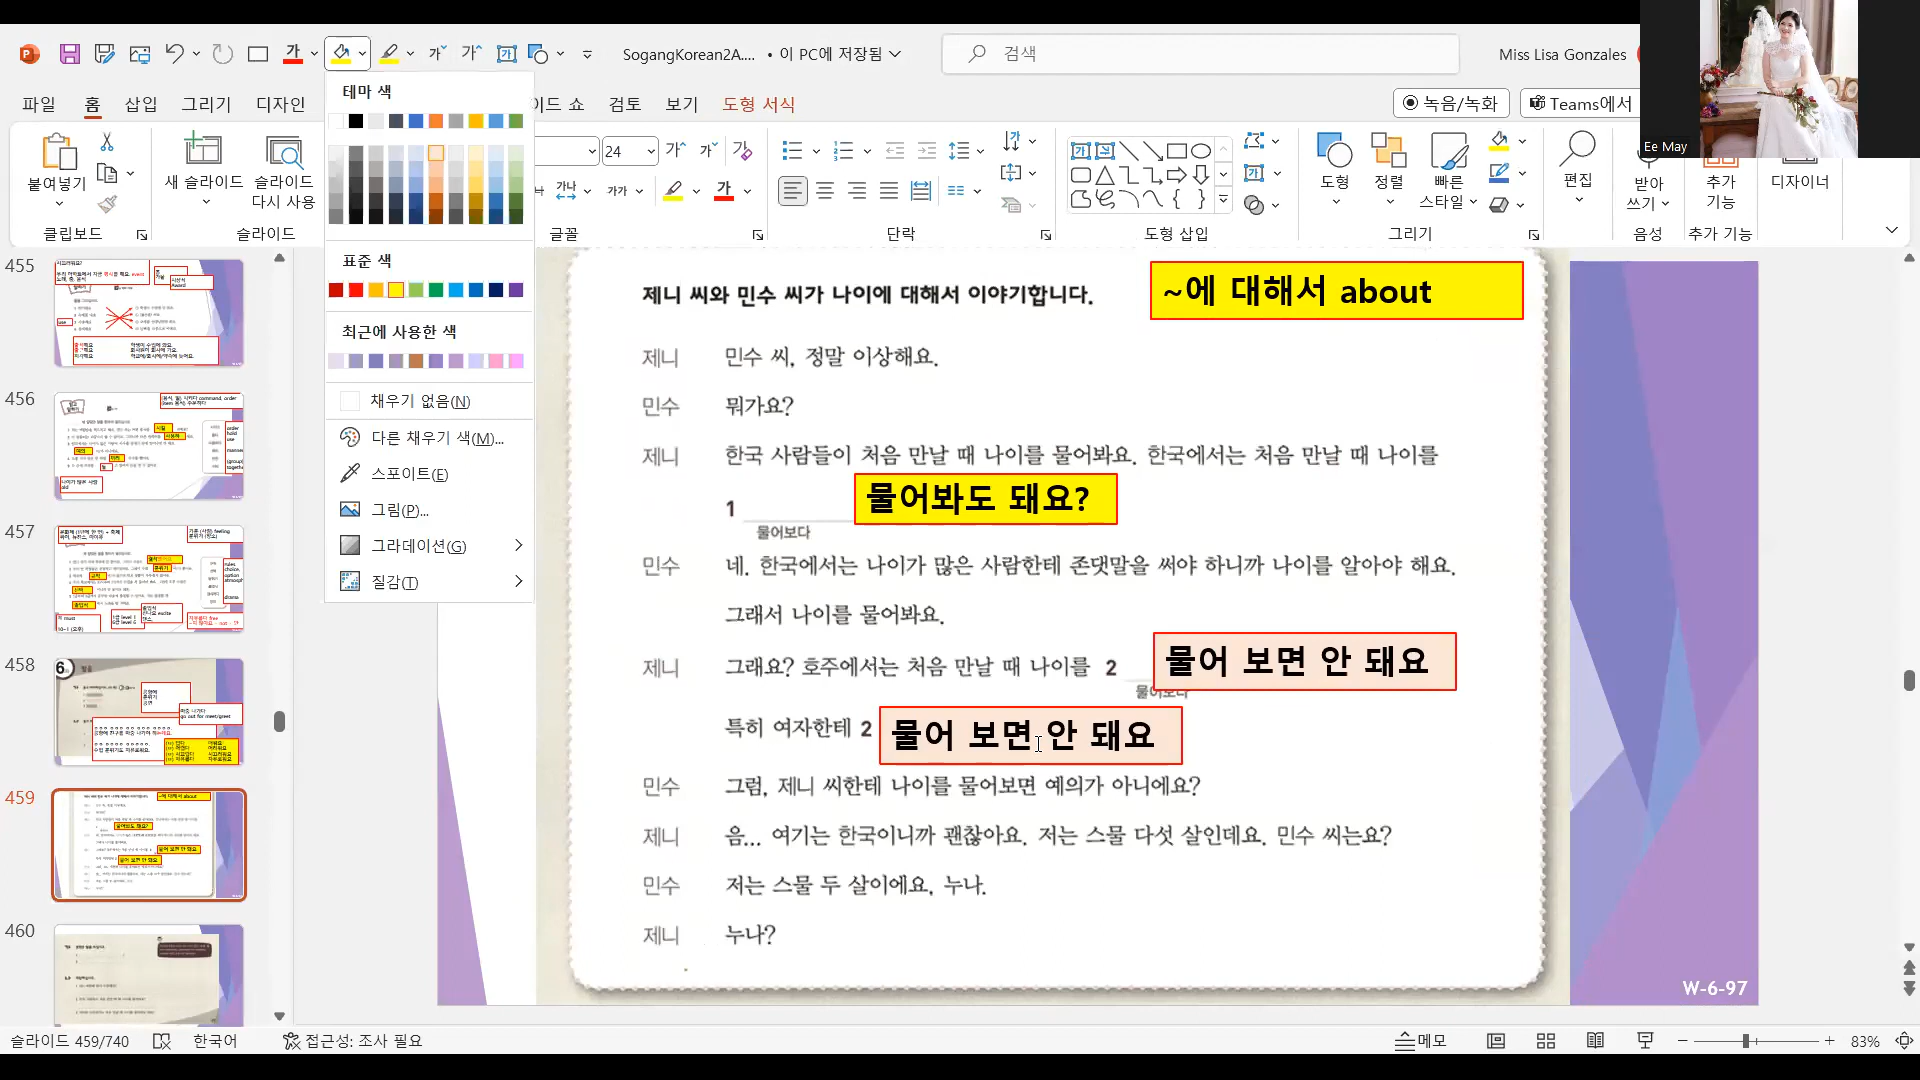 SogangKorean2A.... • 이 PC에 저장됨
검색
Miss Lisa Gonzales
Ee May
파일 홈 삽입 그리기 디자인 이드 쇼 검토 보기 도형 서식
녹음/녹화
Teams에서
붙여넣기
클립보드
새 슬라이드
슬라이드 다시 사용
슬라이드
24
글꼴
단락
도형 삽입
도형
정렬
빠른 스타일
그리기
편집
받아쓰기
음성
추가 기능
추가 기능
디자이너
테마 색
표준 색
최근에 사용한 색
채우기 없음(N)
다른 채우기 색(M)...
스포이트(E)
그림(P)...
그라데이션(G)
질감(T)
455
456
457
458
459
460
제니 씨와 민수 씨가 나이에 대해서 이야기합니다.
~에 대해서 about
제니 민수 씨, 정말 이상해요.
민수 뭐가요?
제니 한국 사람들이 처음 만날 때 나이를 물어봐요. 한국에서는 처음 만날 때 나이를
1 물어봐도 돼요?
물어보다
민수 네. 한국에서는 나이가 많은 사람한테 존댓말을 써야 하니까 나이를 알아야 해요.
그래서 나이를 물어봐요.
제니 그래요? 호주에서는 처음 만날 때 나이를 2 물어 보면 안 돼요
물어보다
특히 여자한테 2 물어 보면 안 돼요
민수 그럼, 제니 씨한테 나이를 물어보면 예의가 아니에요?
제니 음... 여기는 한국이니까 괜찮아요. 저는 스물 다섯 살인데요. 민수 씨는요?
민수 저는 스물 두 살이에요, 누나.
제니 누나?
W-6-97
슬라이드 459/740
한국어
접근성: 조사 필요
메모
83%